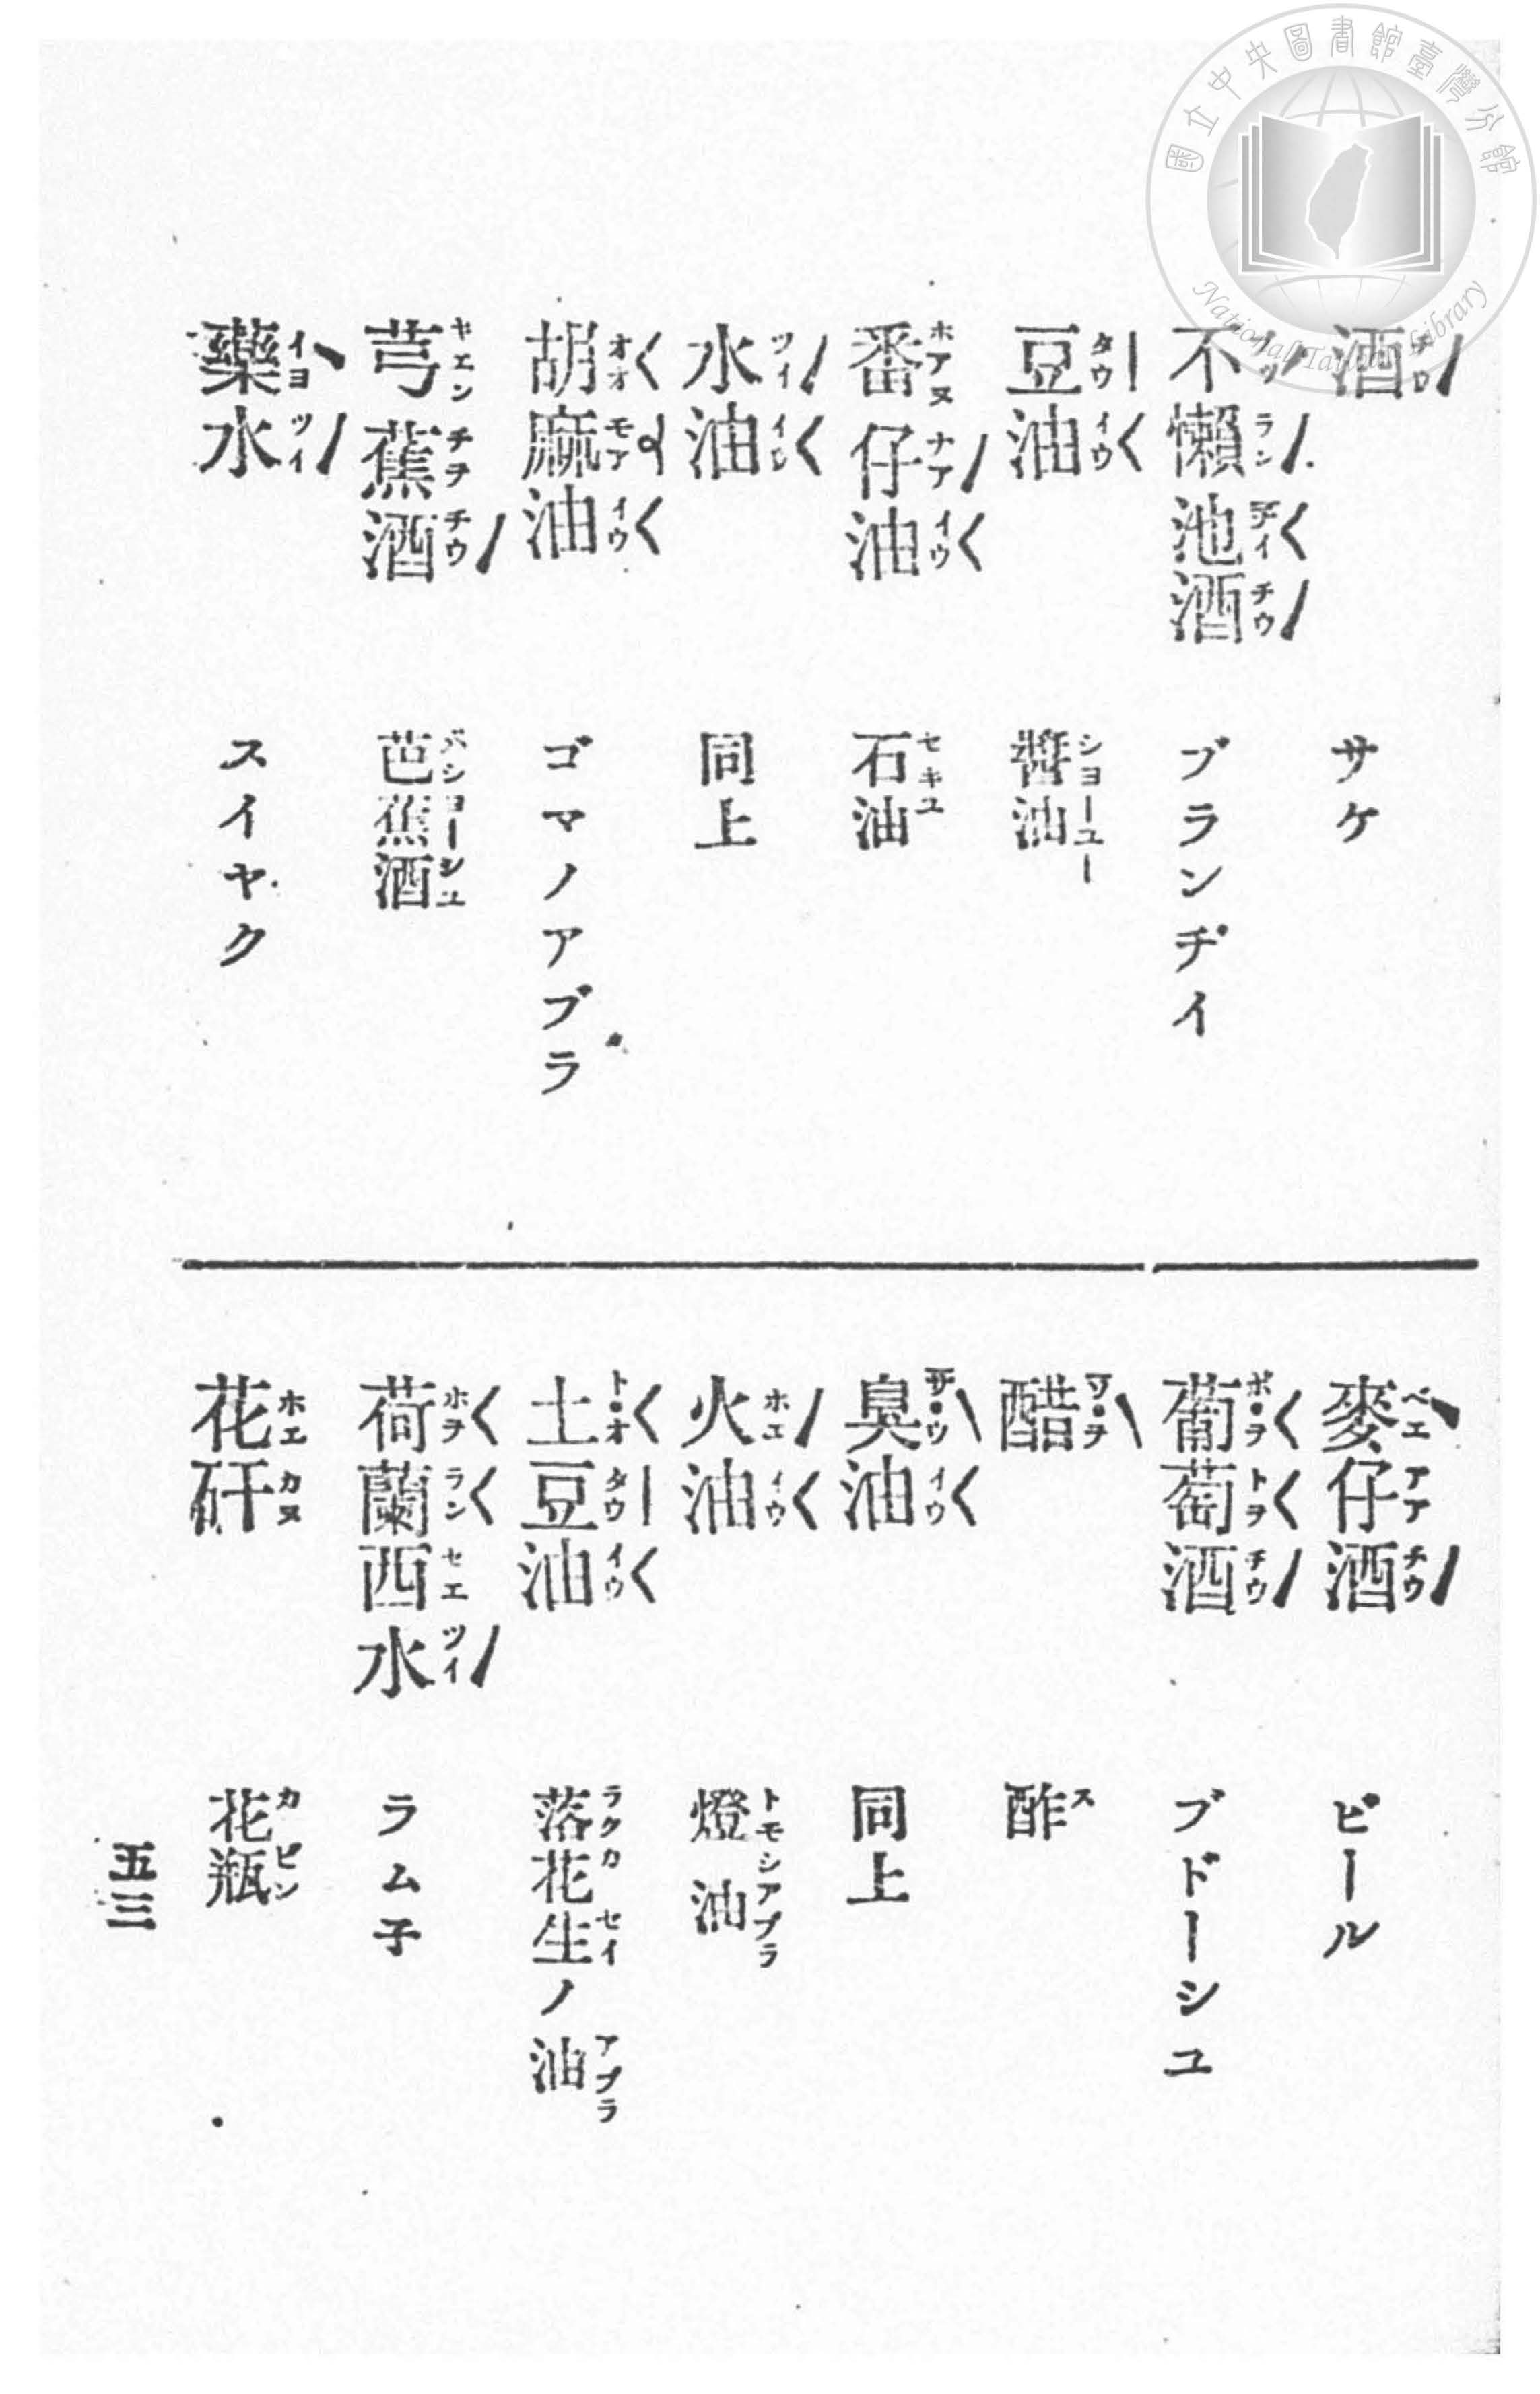 國立中央圖書館臺灣分館
National Taiwan Library
酒 サケ
不懶池酒 ブランヂイ
豆油 醬油
番仔油 石油
水油 同上
胡麻油 ゴマノアブラ
芎蕉酒 芭蕉酒
藥水 スイヤク
麥仔酒 ビール
葡萄酒 ブドーシユ
醋 酢
臭油 同上
火油 燈油
土豆油 落花生ノ油
荷蘭西水 ラム子
花矸 花瓶
五三